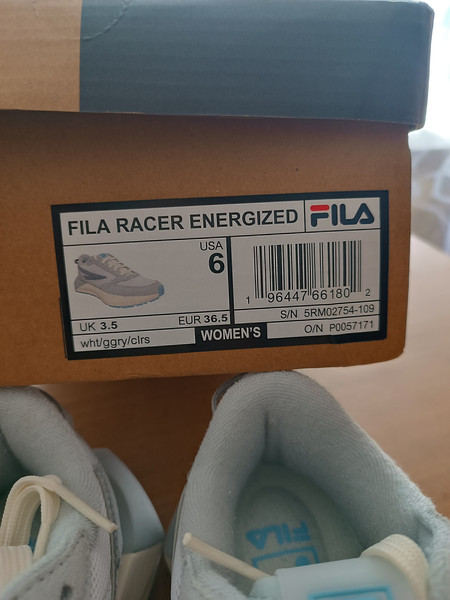 FILA RACER ENERGIZED FILA
USA
6
1 96447 66180 2
UK 3.5 EUR 36.5 S/N 5RM02754-109
wht/ggry/clrs WOMEN'S O/N P0057171
FILA